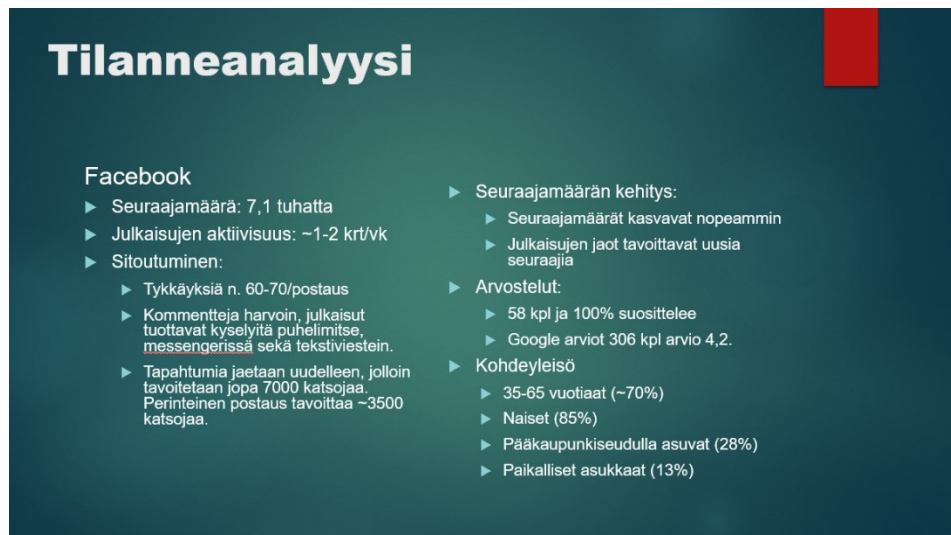 Tilanneanalyysi
Facebook
Seuraajamäärä: 7,1 tuhatta
Julkaisujen aktiivisuus: ~1-2 krt/vk
Sitoutuminen:
Tykkäyksiä n. 60-70/postaus
Kommentteja harvoin, julkaisut
tuottavat kyselyitä puhelimitse,
messengerissä sekä tekstiviestein.
Tapahtumia jaetaan uudelleen, jolloin
tavoitetaan jopa 7000 katsojaa.
Perinteinen postaus tavoittaa ~3500
katsojaa.
Seuraajamäärän kehitys:
Seuraajamäärät kasvavat nopeammin
Julkaisujen jaot tavoittavat uusia
seuraajia
Arvostelut:
58 kpl ja 100% suosittelee
Google arviot 306 kpl arvio 4,2.
Kohdeyleisö
35-65 vuotiaat (~70%)
Naiset (85%)
Pääkaupunkiseudulla asuvat (28%)
Paikalliset asukkaat (13%)